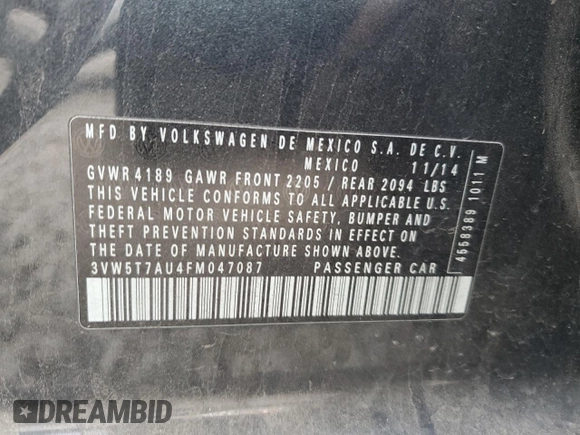 MFD BY VOLKSWAGEN DE MEXICO S.A. DE C.V.
MEXICO 11/14
GVWR 4189 GAWR FRONT 2205 / REAR 2094 LBS
THIS VEHICLE CONFORMS TO ALL APPLICABLE U.S.
FEDERAL MOTOR VEHICLE SAFETY, BUMPER AND
THEFT PREVENTION STANDARDS IN EFFECT ON
THE DATE OF MANUFACTURE SHOWN ABOVE.
3VW5T7AU4FM047087 PASSENGER CAR
4558389 1011 M
DREAMBID